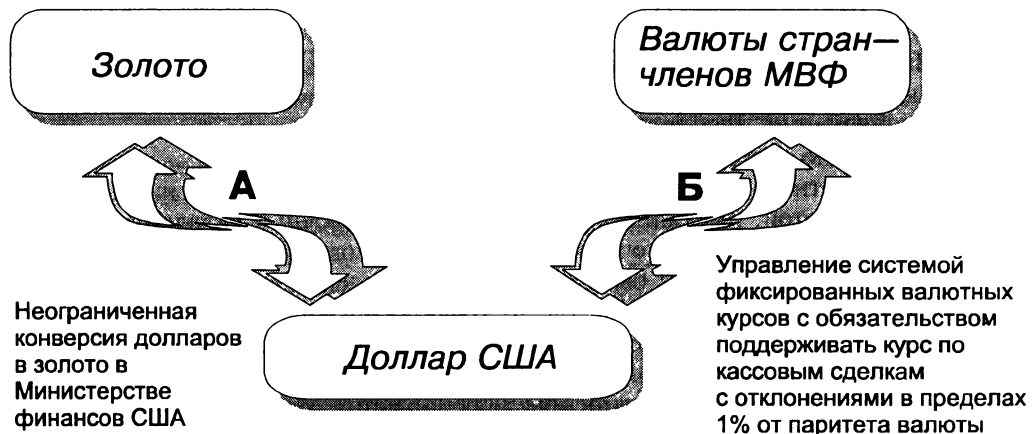 Золото
Валюты стран—
членов МВФ
А
Б
Неограниченная
конверсия долларов
в золото в
Министерстве
финансов США
Доллар США
Управление системой
фиксированных валютных
курсов с обязательством
поддерживать курс по
кассовым сделкам
с отклонениями в пределах
1% от паритета валюты